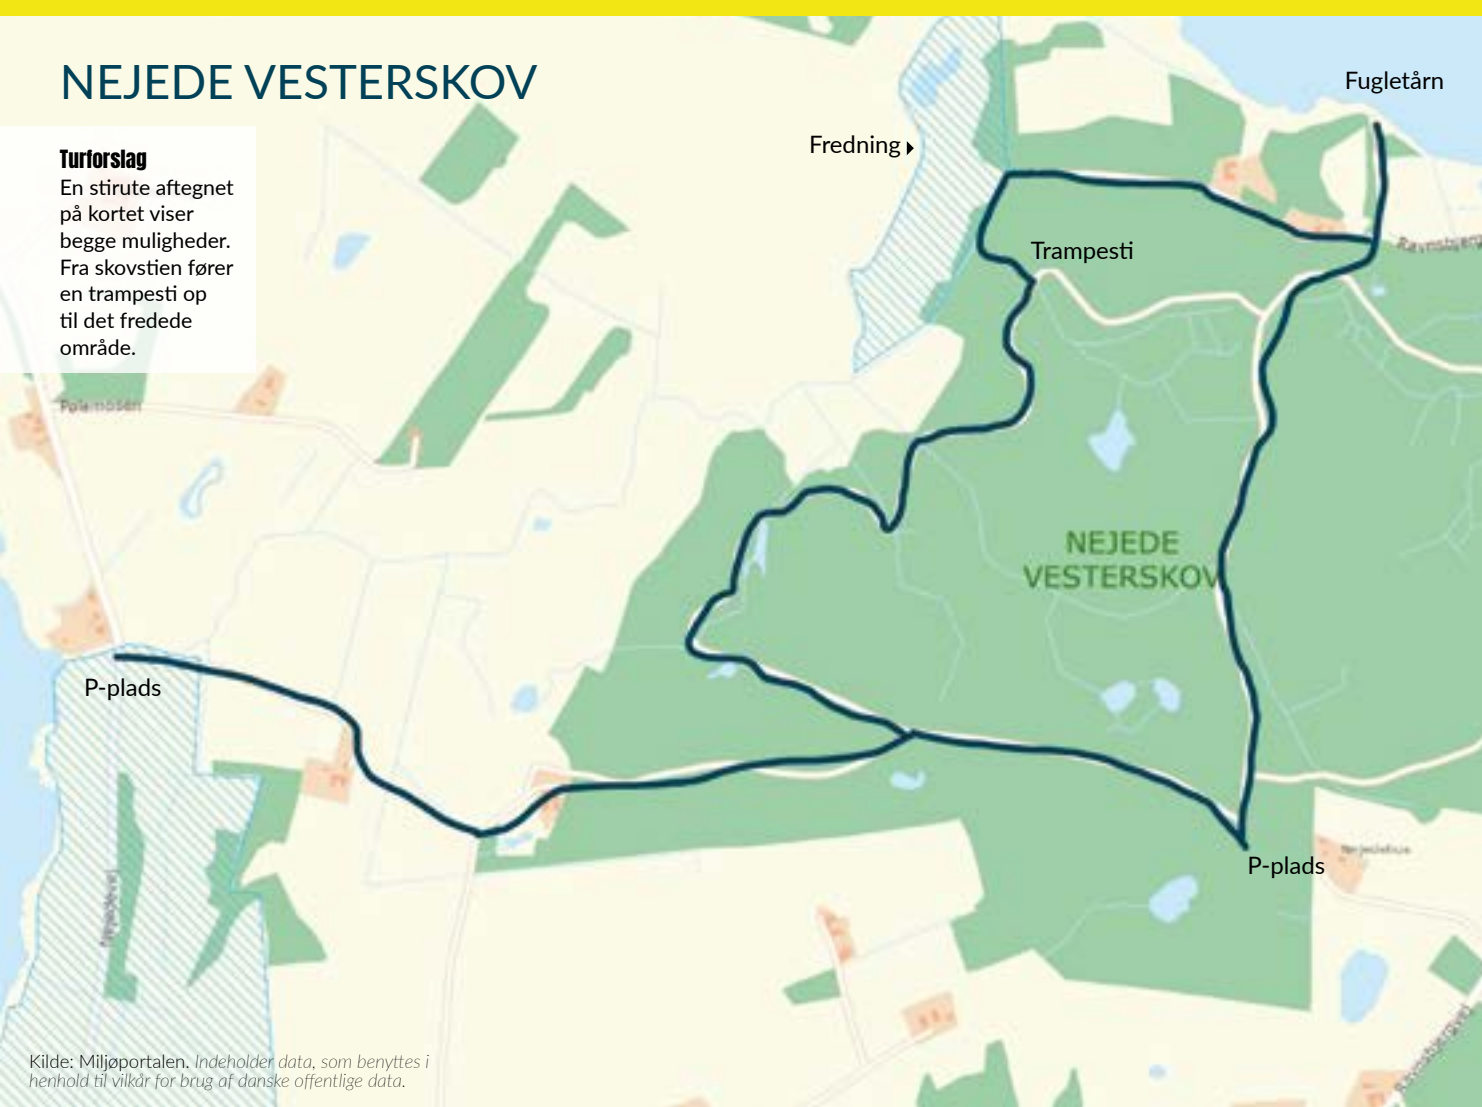 NEJEDE VESTERSKOV
Fugletårn
Fredning
Turforslag
En stirute aftegnet
på kortet viser
begge muligheder.
Fra skovstien fører
en trampesti op
til det fredede
område.
Trampesti
NEJEDE
VESTERSKOV
P-plads
P-plads
Kilde: Miljøportalen. Indeholder data, som benyttes i
henhold til vilkår for brug af danske offentlige data.